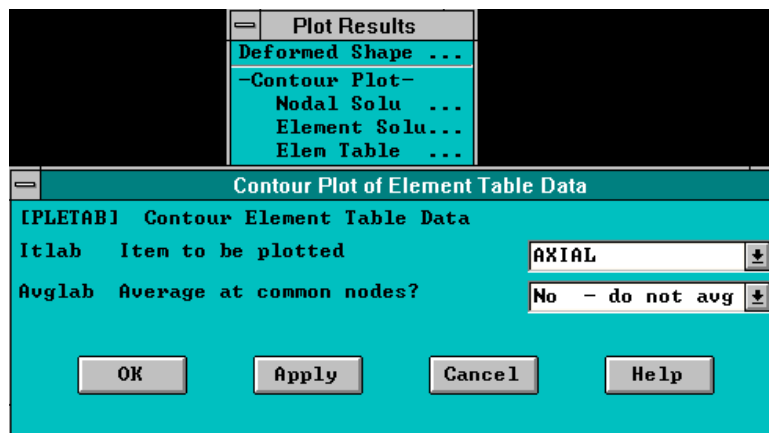 Plot Results
Deformed Shape ...
-Contour Plot-
Nodal Solu ...
Element Solu...
Elem Table ...
Contour Plot of Element Table Data
[PLETAB] Contour Element Table Data
Itlab Item to be plotted AXIAL
Avglab Average at common nodes? No - do not avg
OK Apply Cancel Help